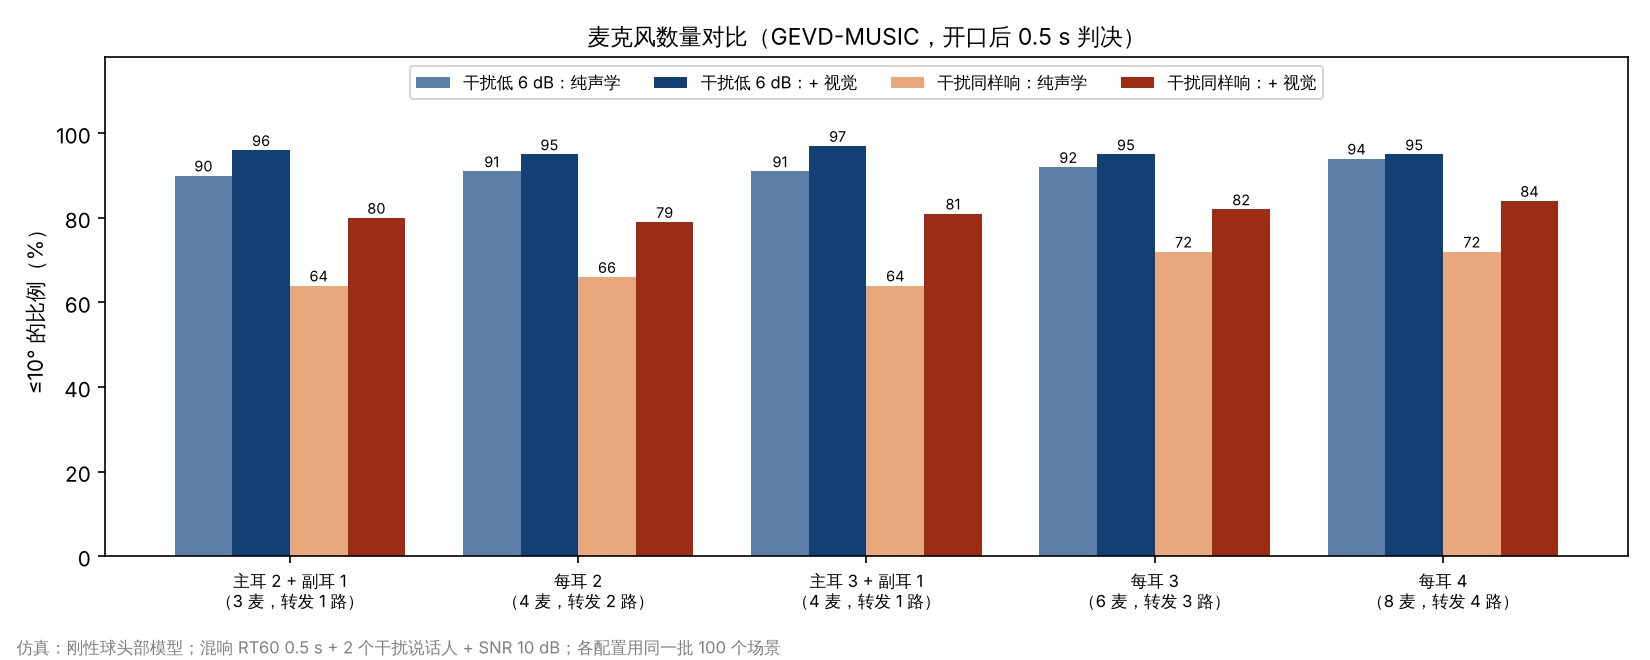 麦克风数量对比（GEVD-MUSIC，开口后 0.5 s 判决）
干扰低 6 dB：纯声学 干扰低 6 dB：+ 视觉 干扰同样响：纯声学 干扰同样响：+ 视觉
≤10° 的比例（%）
100
80
60
40
20
0
90 96 64 80
91 95 66 79
91 97 64 81
92 95 72 82
94 95 72 84
主耳 2 + 副耳 1
（3 麦，转发 1 路）
每耳 2
（4 麦，转发 2 路）
主耳 3 + 副耳 1
（4 麦，转发 1 路）
每耳 3
（6 麦，转发 3 路）
每耳 4
（8 麦，转发 4 路）
仿真：刚性球头部模型；混响 RT60 0.5 s + 2 个干扰说话人 + SNR 10 dB；各配置用同一批 100 个场景